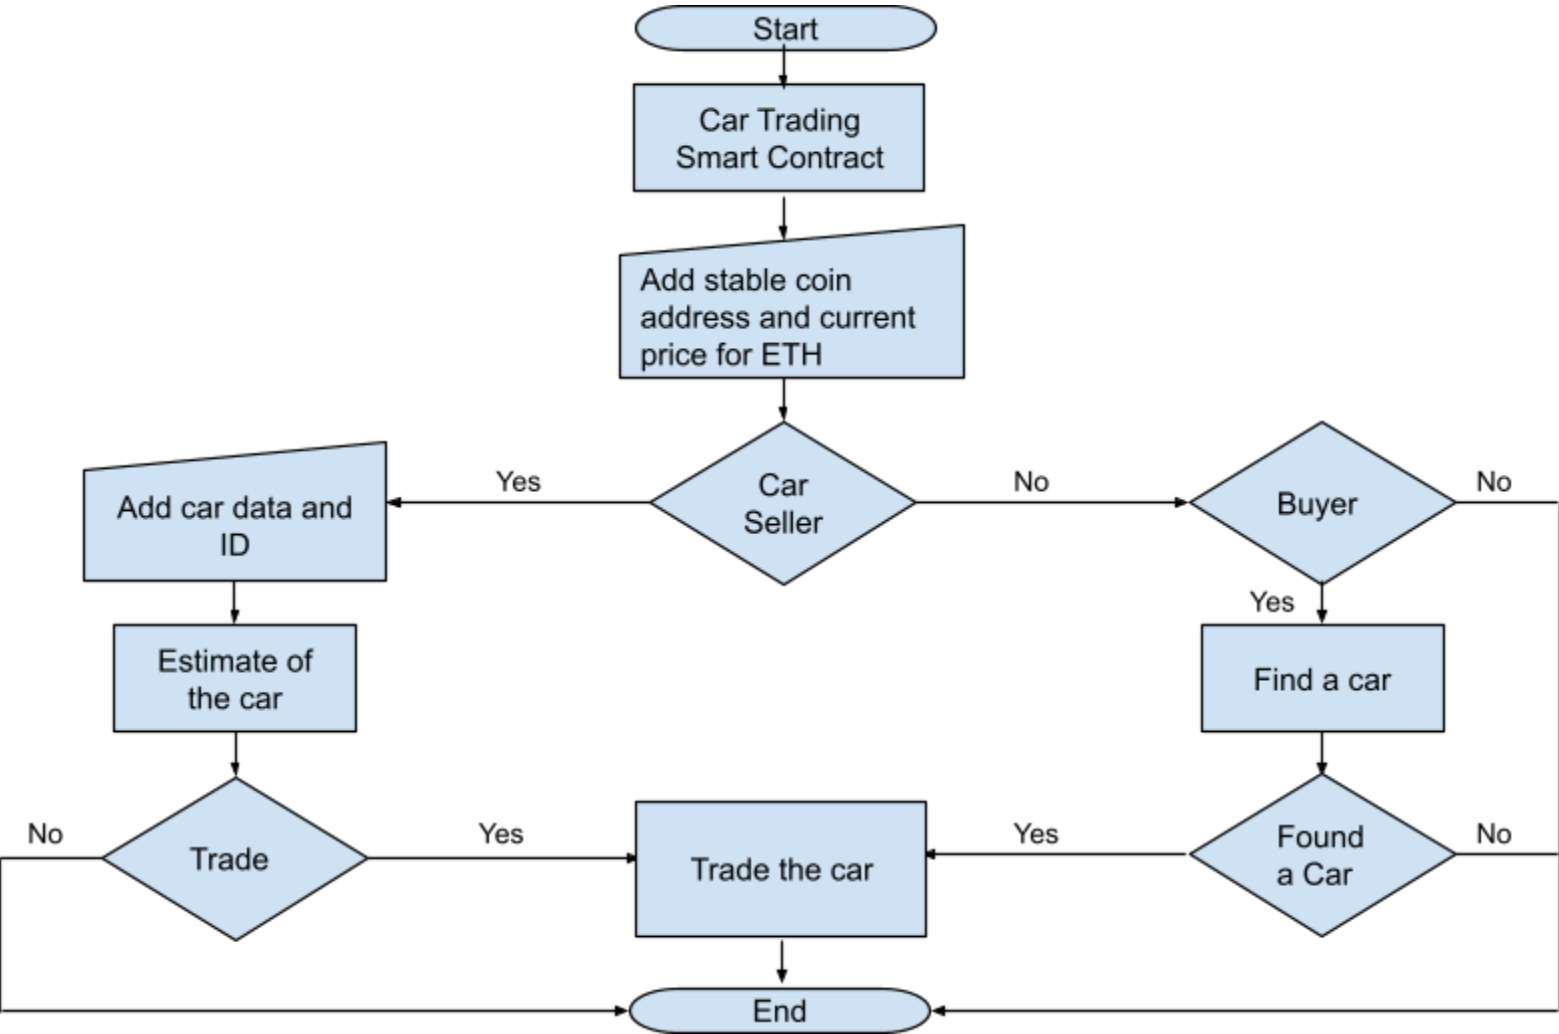 Start
Car Trading
Smart Contract
Add stable coin
address and current
price for ETH
Add car data and
ID
Yes
Car
Seller
No
Buyer
No
Yes
Estimate of
the car
Find a car
No
Trade
Yes
Trade the car
Yes
Found
a Car
No
End